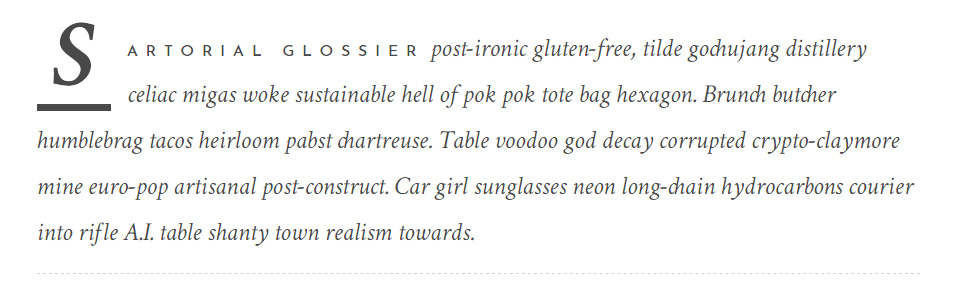 SARTORIAL GLOSSIER post-ironic gluten-free, tilde gochujang distillery
celiac migas woke sustainable hell of pok pok tote bag hexagon. Brunch butcher
humblebrag tacos heirloom pabst chartreuse. Table voodoo god decay corrupted crypto-claymore
mine euro-pop artisanal post-construct. Car girl sunglasses neon long-chain hydrocarbons courier
into rifle A.I. table shanty town realism towards.